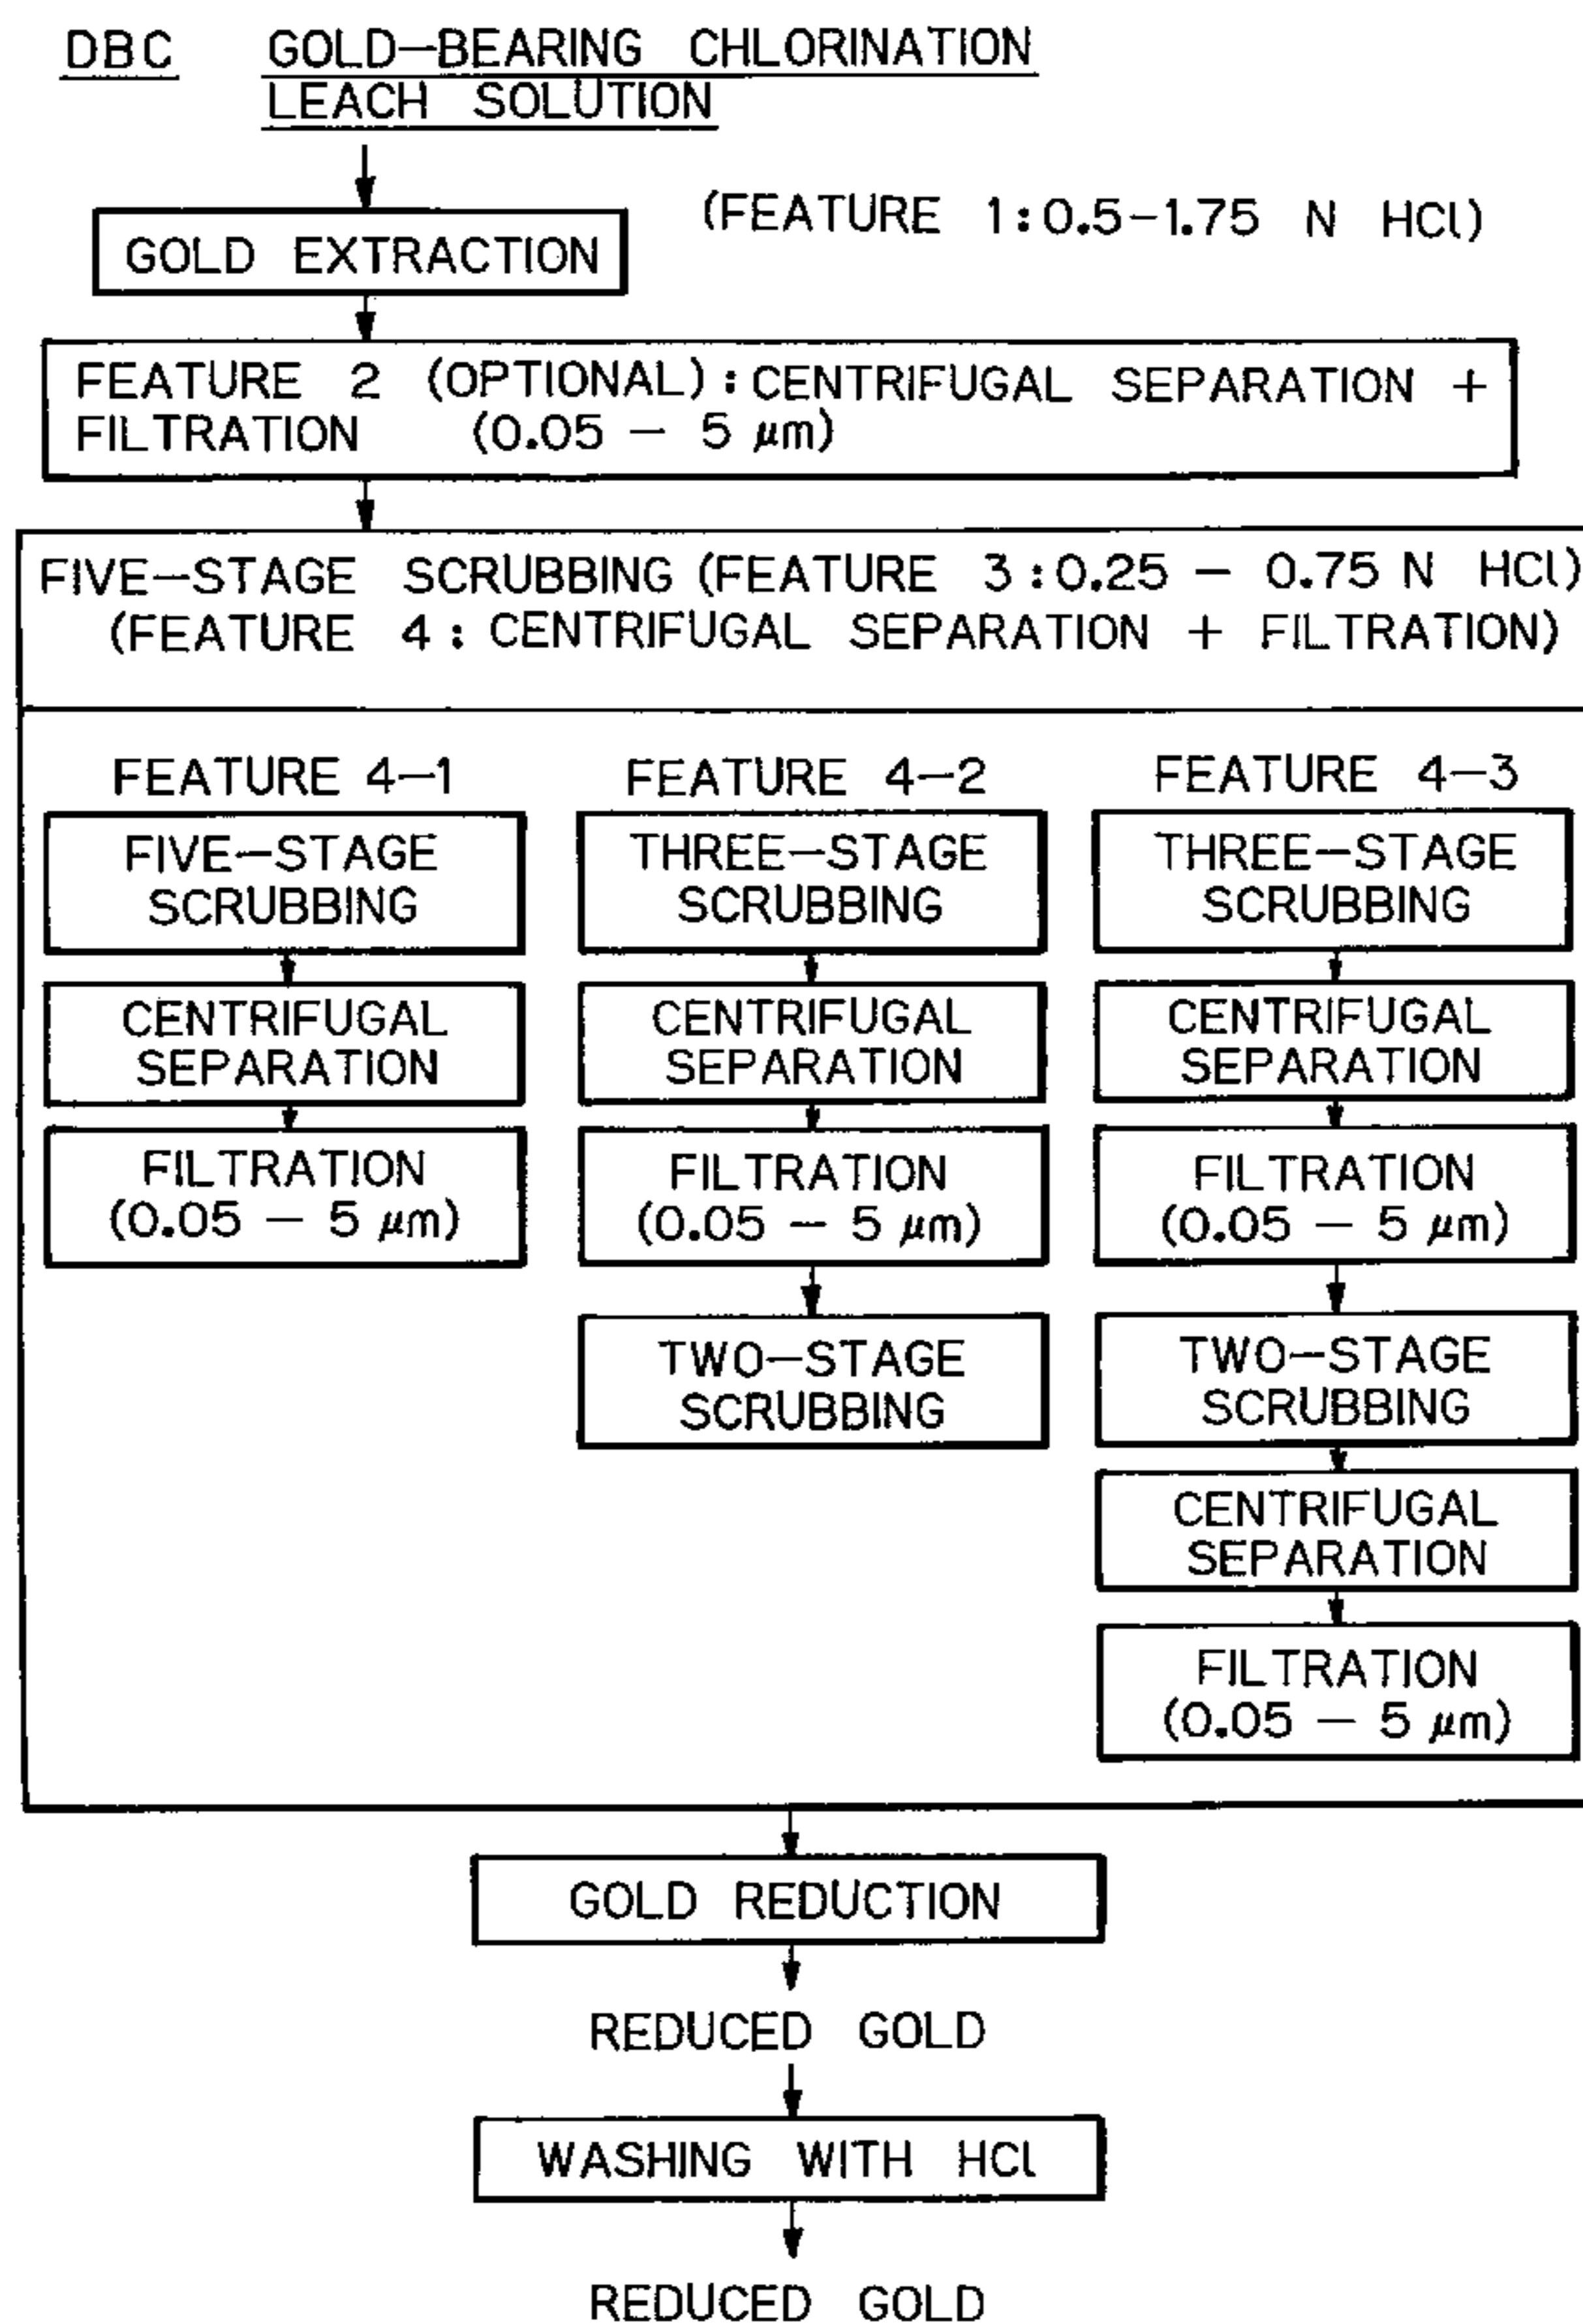 DBC GOLD-BEARING CHLORINATION
LEACH SOLUTION
GOLD EXTRACTION
(FEATURE 1:0.5-1.75 N HCl)
FEATURE 2 (OPTIONAL): CENTRIFUGAL SEPARATION +
FILTRATION (0.05 - 5 μm)
FIVE-STAGE SCRUBBING (FEATURE 3:0.25 - 0.75 N HCl)
(FEATURE 4: CENTRIFUGAL SEPARATION + FILTRATION)
FEATURE 4-1
FIVE-STAGE
SCRUBBING
CENTRIFUGAL
SEPARATION
FILTRATION
(0.05 - 5 μm)
FEATURE 4-2
THREE-STAGE
SCRUBBING
CENTRIFUGAL
SEPARATION
FILTRATION
(0.05 - 5 μm)
TWO-STAGE
SCRUBBING
FEATURE 4-3
THREE-STAGE
SCRUBBING
CENTRIFUGAL
SEPARATION
FILTRATION
(0.05 - 5 μm)
TWO-STAGE
SCRUBBING
CENTRIFUGAL
SEPARATION
FILTRATION
(0.05 - 5 μm)
GOLD REDUCTION
REDUCED GOLD
WASHING WITH HCl
REDUCED GOLD